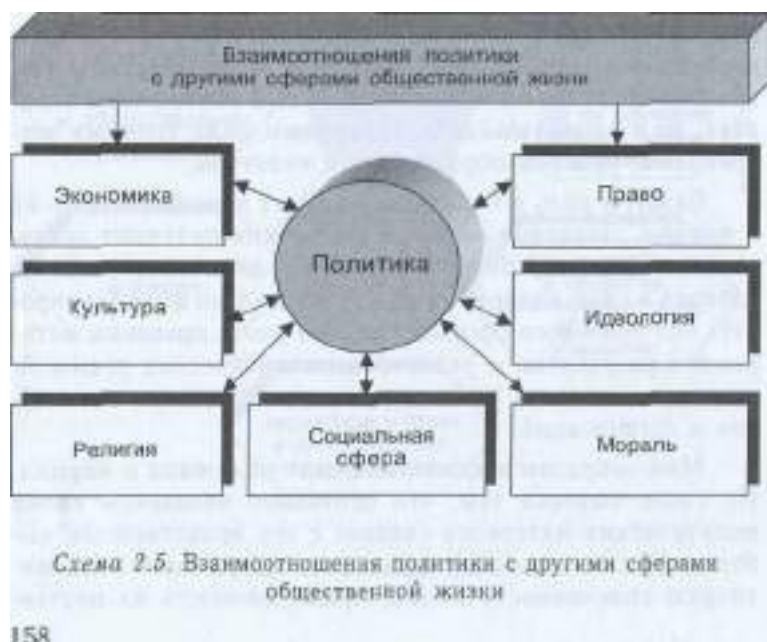 Взаимоотношения политики
с другими сферами общественной жизни
Экономика
Право
Политика
Культура
Идеология
Религия
Социальная
сфера
Мораль
Схема 2.5. Взаимоотношения политики с другими сферами
общественной жизни
158